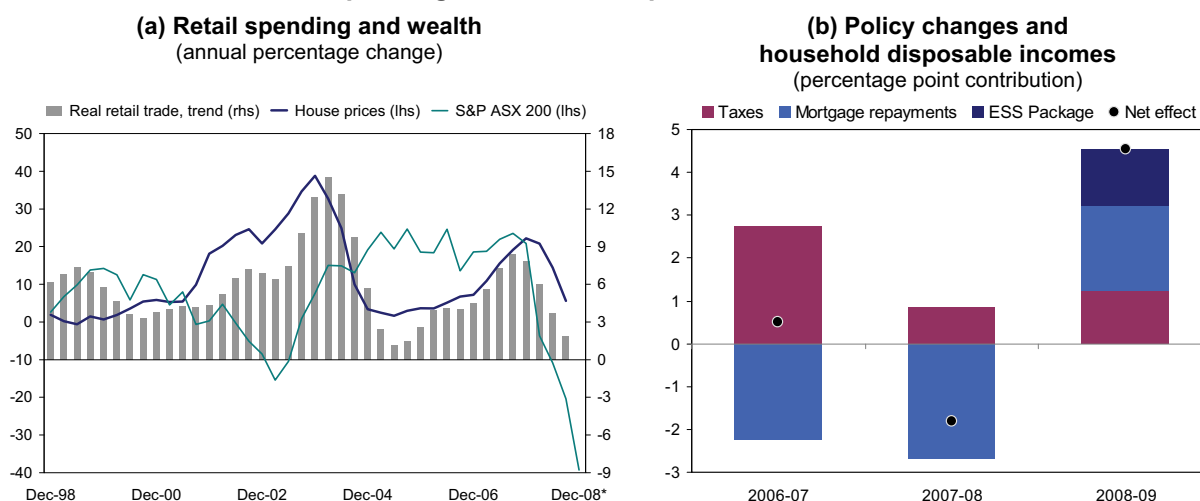 (a) Retail spending and wealth
(annual percentage change)
Real retail trade, trend (rhs) House prices (lhs) S&P ASX 200 (lhs)
50 18
40 15
30 12
20 9
10 6
0 3
-10 0
-20 -3
-30 -6
-40 -9
Dec-98 Dec-00 Dec-02 Dec-04 Dec-06 Dec-08*
(b) Policy changes and
household disposable incomes
(percentage point contribution)
Taxes Mortgage repayments ESS Package Net effect
5
4
3
2
1
0
-1
-2
-3
2006-07 2007-08 2008-09